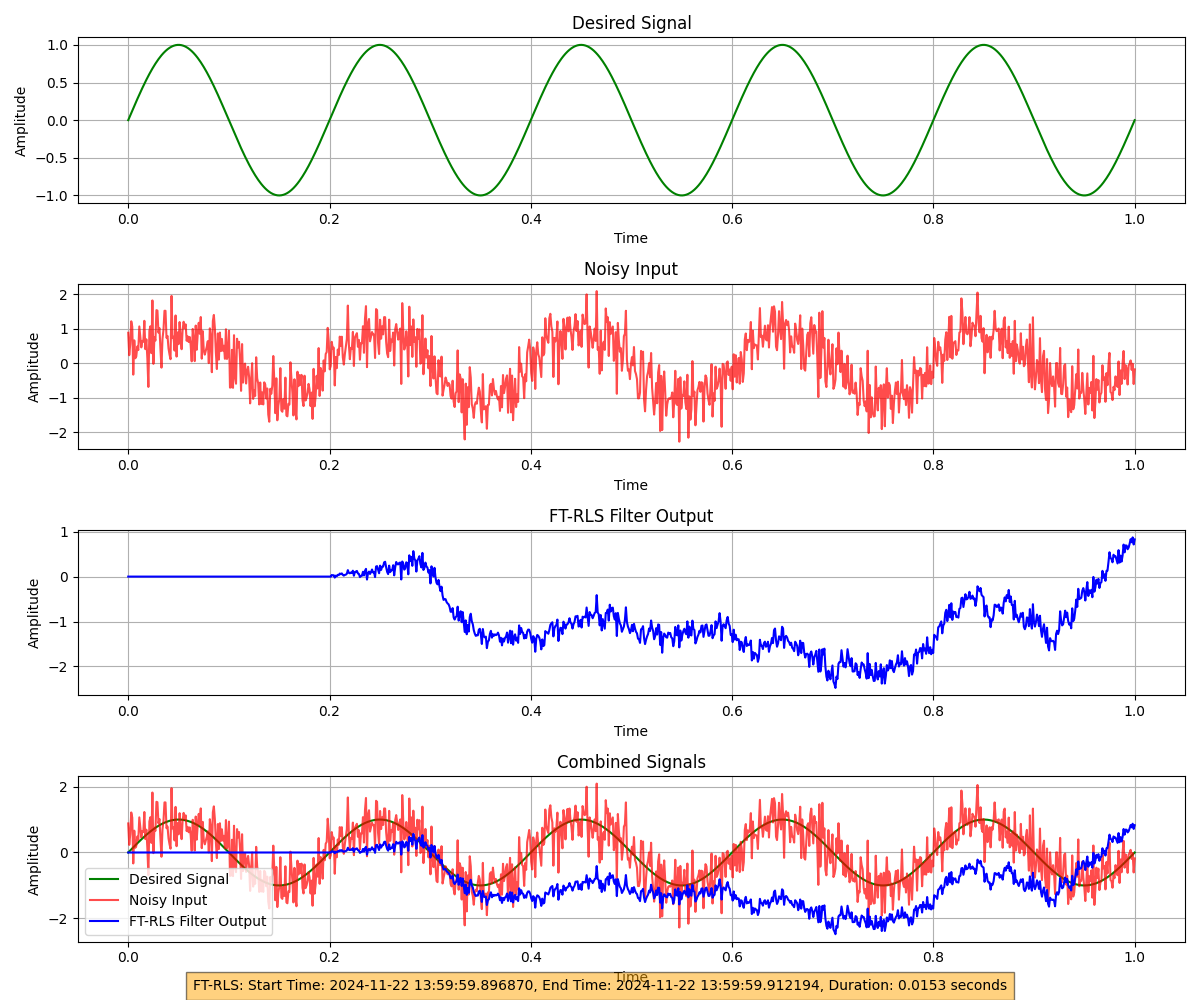 Desired Signal
1.0
0.5
0.0
−0.5
−1.0
Amplitude
0.0 0.2 0.4 0.6 0.8 1.0
Time
Noisy Input
2
1
0
−1
−2
Amplitude
0.0 0.2 0.4 0.6 0.8 1.0
Time
FT-RLS Filter Output
1
0
−1
−2
Amplitude
0.0 0.2 0.4 0.6 0.8 1.0
Time
Combined Signals
2
0
−2
Amplitude
Desired Signal
Noisy Input
FT-RLS Filter Output
0.0 0.2 0.4 0.6 0.8 1.0
Time
FT-RLS: Start Time: 2024-11-22 13:59:59.896870, End Time: 2024-11-22 13:59:59.912194, Duration: 0.0153 seconds